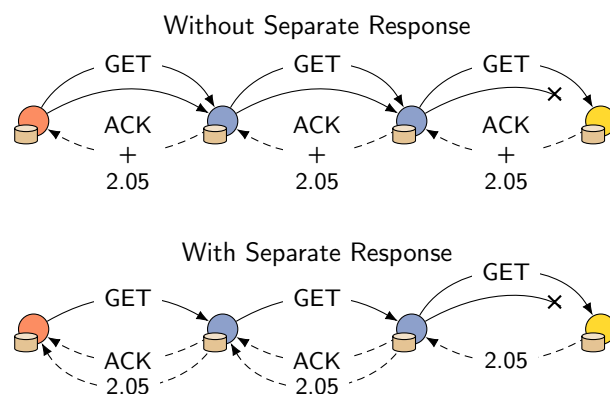 Without Separate Response
GET GET GET
ACK ACK ACK
+ + +
2.05 2.05 2.05
With Separate Response
GET
GET GET
ACK ACK 2.05
2.05 2.05